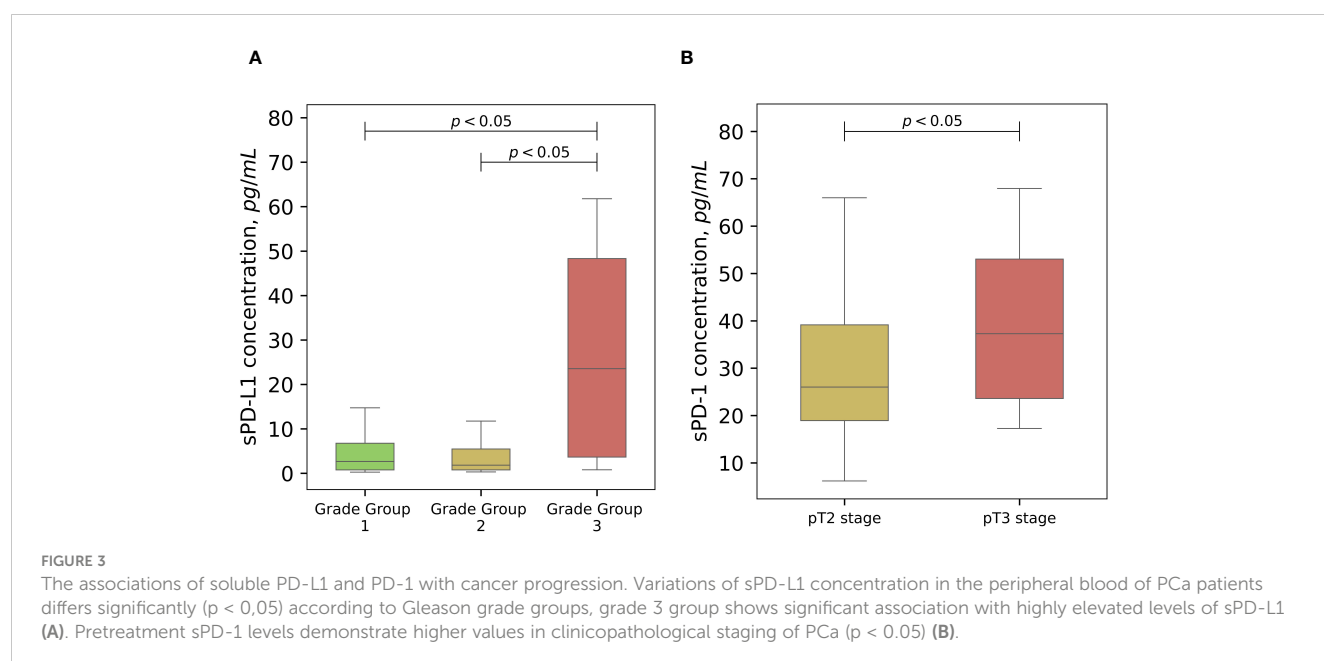 A
B
80
70
60
50
40
30
20
10
0
sPD-L1 concentration, pg/mL
p < 0.05
p < 0.05
Grade Group 1
Grade Group 2
Grade Group 3
80
70
60
50
40
30
20
10
sPD-1 concentration, pg/mL
p < 0.05
pT2 stage
pT3 stage
FIGURE 3
The associations of soluble PD-L1 and PD-1 with cancer progression. Variations of sPD-L1 concentration in the peripheral blood of PCa patients
differs significantly (p < 0,05) according to Gleason grade groups, grade 3 group shows significant association with highly elevated levels of sPD-L1
(A). Pretreatment sPD-1 levels demonstrate higher values in clinicopathological staging of PCa (p < 0.05) (B).